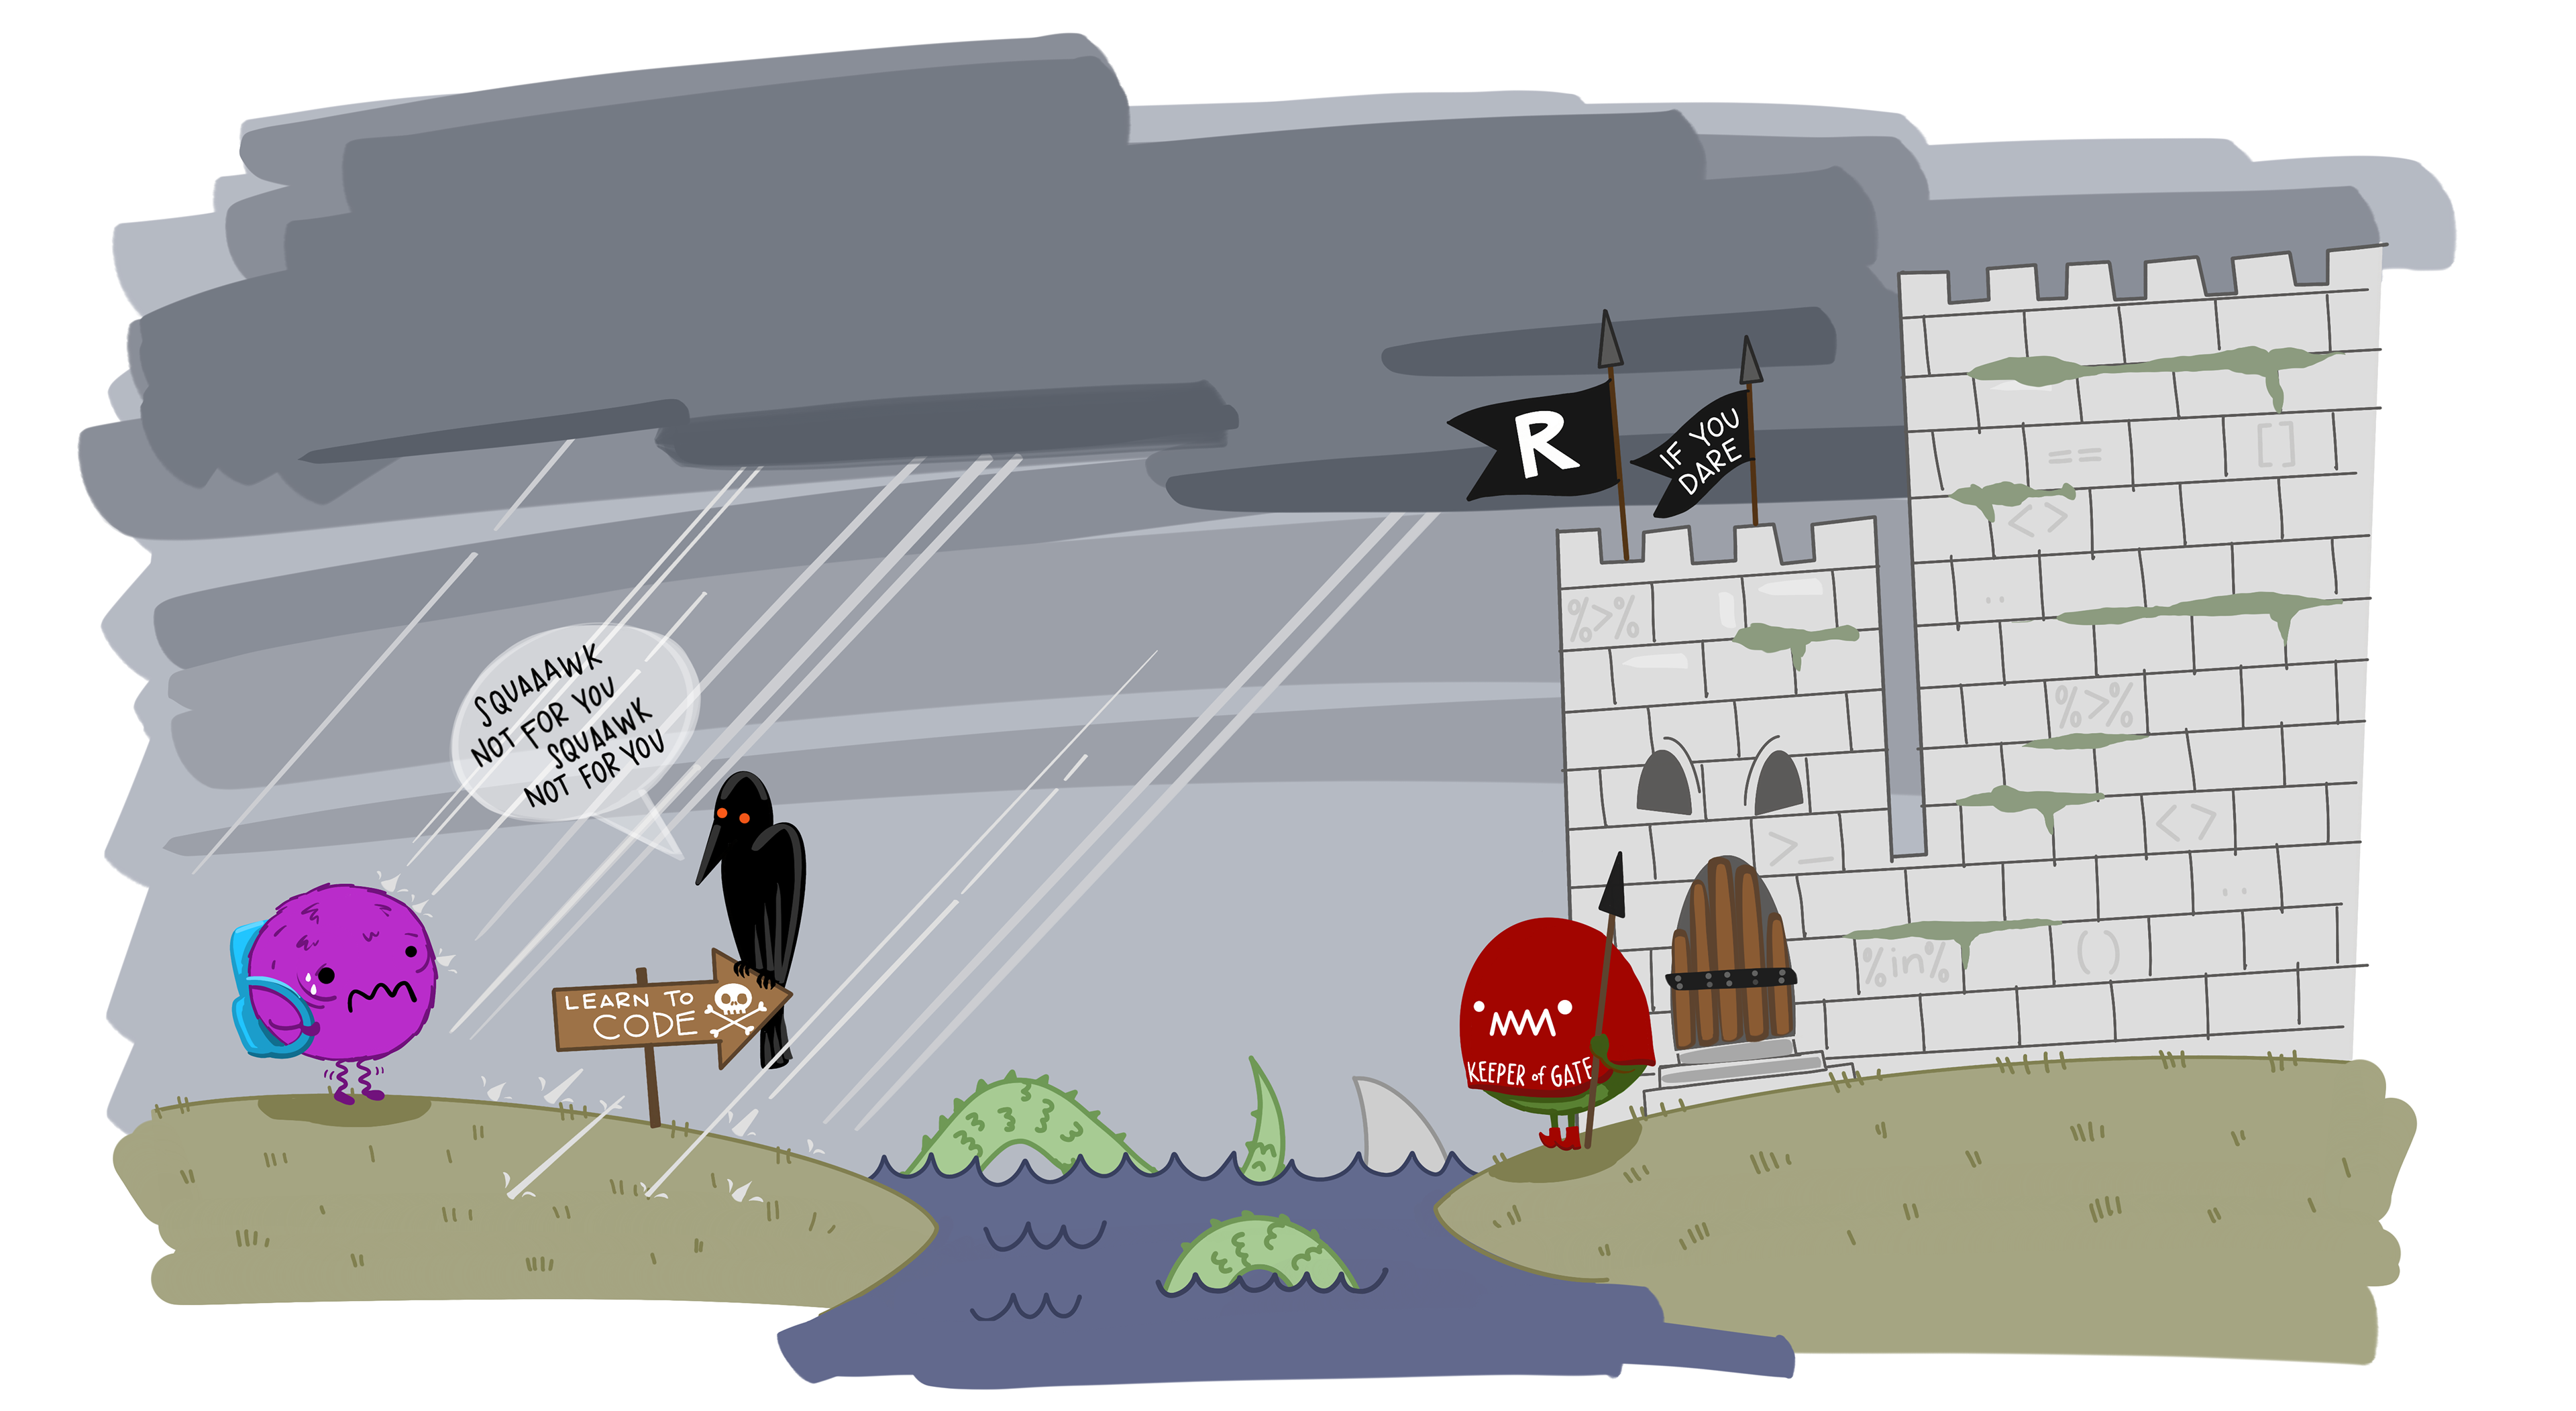 R
IF YOU
DARE
==
[]
<>
..
%>%
%>%
SQUAAAWK
NOT FOR YOU
SQUAAWK
NOT FOR YOU
>_
<>
..
%in%
()
LEARN TO
CODE
KEEPER of GATE